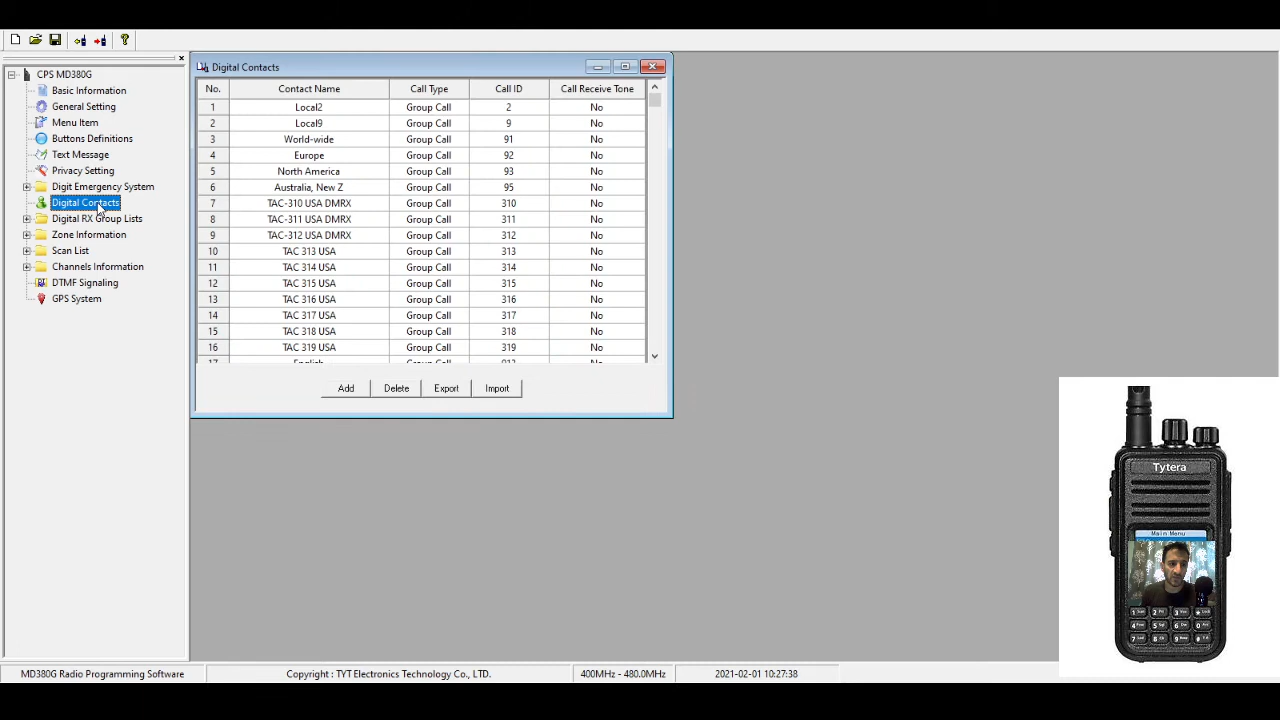 CPS MD380G
Basic Information
General Setting
Menu Item
Buttons Definitions
Text Message
Privacy Setting
Digit Emergency System
Digital Contacts
Digital RX Group Lists
Zone Information
Scan List
Channels Information
DTMF Signaling
GPS System
Digital Contacts
No. Contact Name Call Type Call ID Call Receive Tone
1 Local2 Group Call 2 No
2 Local9 Group Call 9 No
3 World-wide Group Call 91 No
4 Europe Group Call 92 No
5 North America Group Call 93 No
6 Australia, New Z Group Call 95 No
7 TAC-310 USA DMRX Group Call 310 No
8 TAC-311 USA DMRX Group Call 311 No
9 TAC-312 USA DMRX Group Call 312 No
10 TAC 313 USA Group Call 313 No
11 TAC 314 USA Group Call 314 No
12 TAC 315 USA Group Call 315 No
13 TAC 316 USA Group Call 316 No
14 TAC 317 USA Group Call 317 No
15 TAC 318 USA Group Call 318 No
16 TAC 319 USA Group Call 319 No
Add Delete Export Import
Tytera
Main Menu
MD380G Radio Programming Software Copyright : TYT Electronics Technology Co., LTD. 400MHz - 480.0MHz 2021-02-01 10:27:38